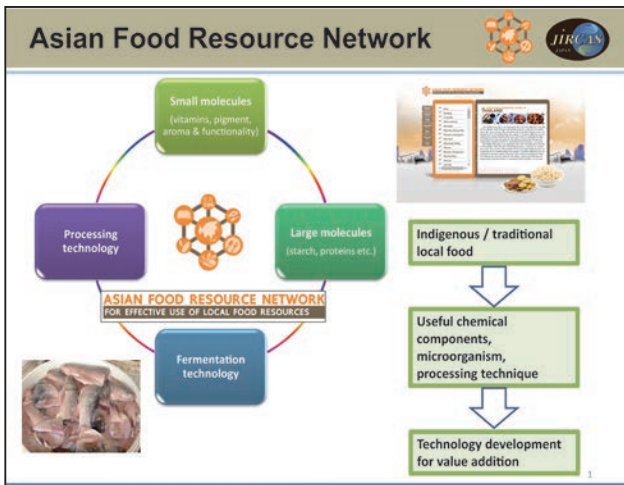 Asian Food Resource Network
JIRCAS
JAPAN
Small molecules
(vitamins, pigment,
aroma & functionality)
Processing
technology
Large molecules
(starch, proteins etc.)
ASIAN FOOD RESOURCE NETWORK
FOR EFFECTIVE USE OF LOCAL FOOD RESOURCES
Fermentation
technology
Indigenous / traditional
local food
Useful chemical
components,
microorganism,
processing technique
Technology development
for value addition
1